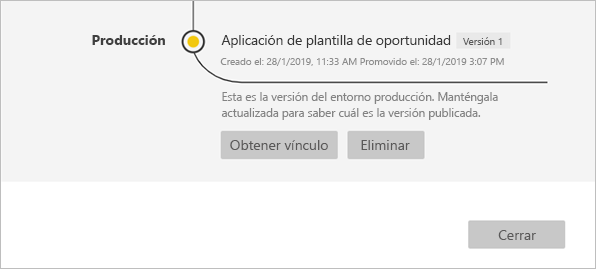 Producción
Aplicación de plantilla de oportunidad Versión 1
Creado el: 28/1/2019, 11:33 AM Promovido el: 28/1/2019 3:07 PM
Esta es la versión del entorno producción. Manténgala
actualizada para saber cuál es la versión publicada.
Obtener vínculo Eliminar
Cerrar